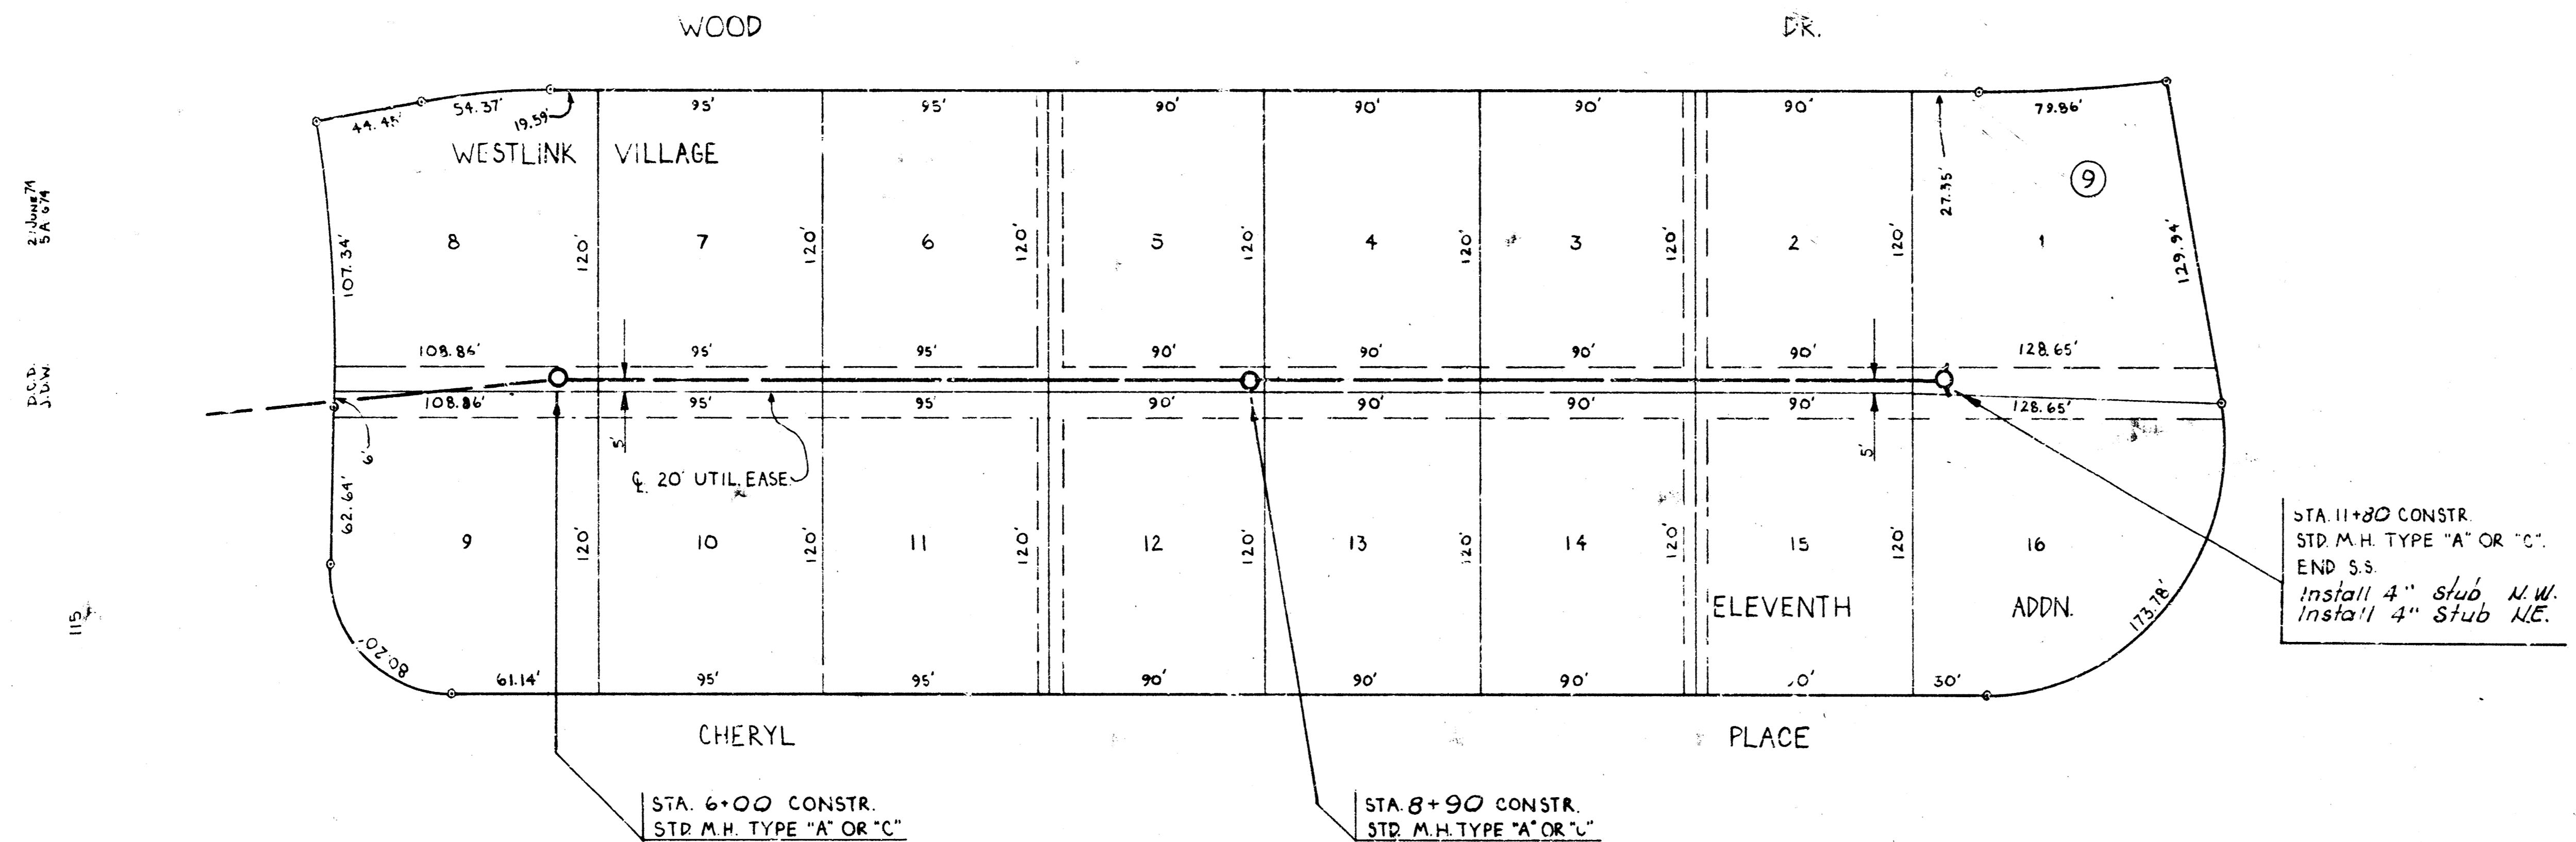 WOOD DR.
44.45' 54.37' 19.59' 95' 95' 90' 90' 90' 90' 79.86'
WESTLINK VILLAGE
9
27.35'
2 JUNE 74
5 A 674
107.34' 8 120' 7 120' 6 120' 5 120' 4 120' 3 120' 2 120' 1 129.94'
108.86' 95' 95' 90' 90' 90' 90' 128.65'
D.C.D.
J.D.W.
108.86' 95' 95' 90' 90' 90' 90' 128.65'
6' 5' 5'
℄ 20' UTIL. EASE.
62.64' 9 120' 10 120' 11 120' 12 120' 13 120' 14 120' 15 120' 16
STA. 11+80 CONSTR.
STD. M.H. TYPE "A" OR "C".
END S.S.
Install 4" Stub N.W.
Install 4" Stub N.E.
115
ELEVENTH ADDN.
80.20' 173.78'
61.14' 95' 95' 90' 90' 90' 30'
CHERYL PLACE
STA. 6+00 CONSTR.
STD. M.H. TYPE "A" OR "C"
STA. 8+90 CONSTR.
STD. M.H. TYPE "A" OR "C"